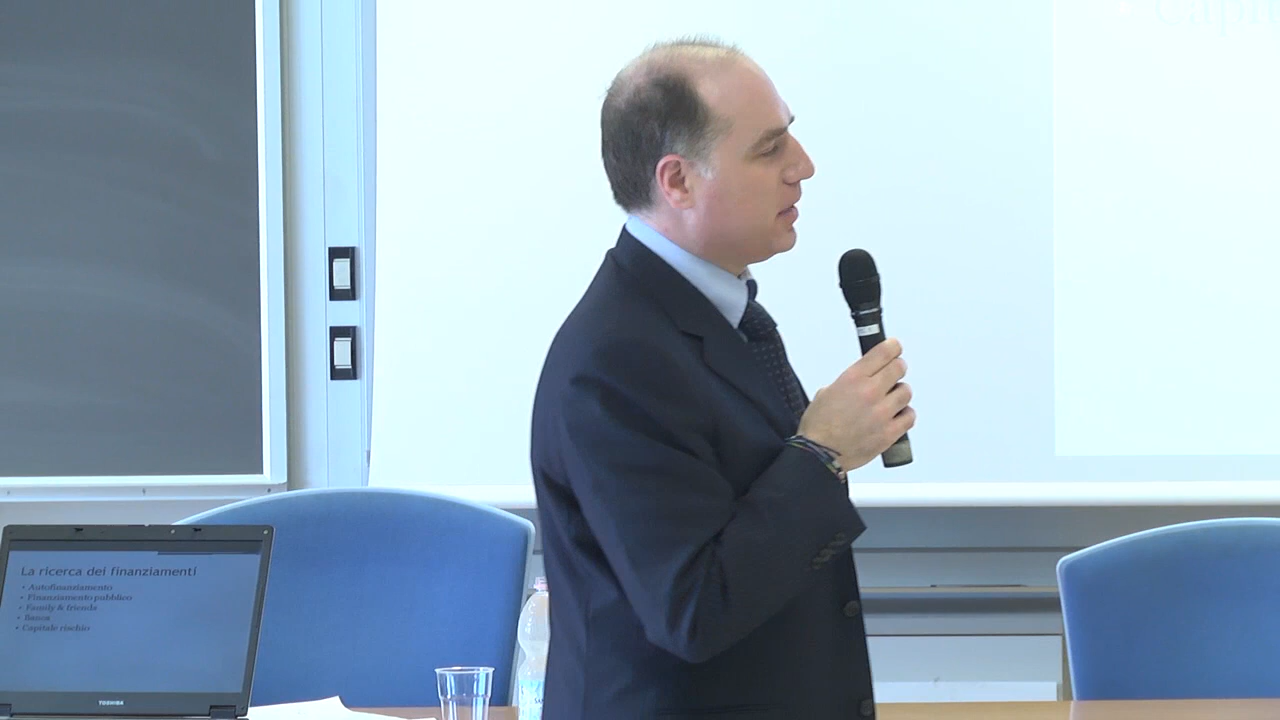 La ricerca dei finanziamenti
• Autofinanziamento
• Finanziamento pubblico
• Family & friends
• Banca
• Capitale rischio
TOSHIBA